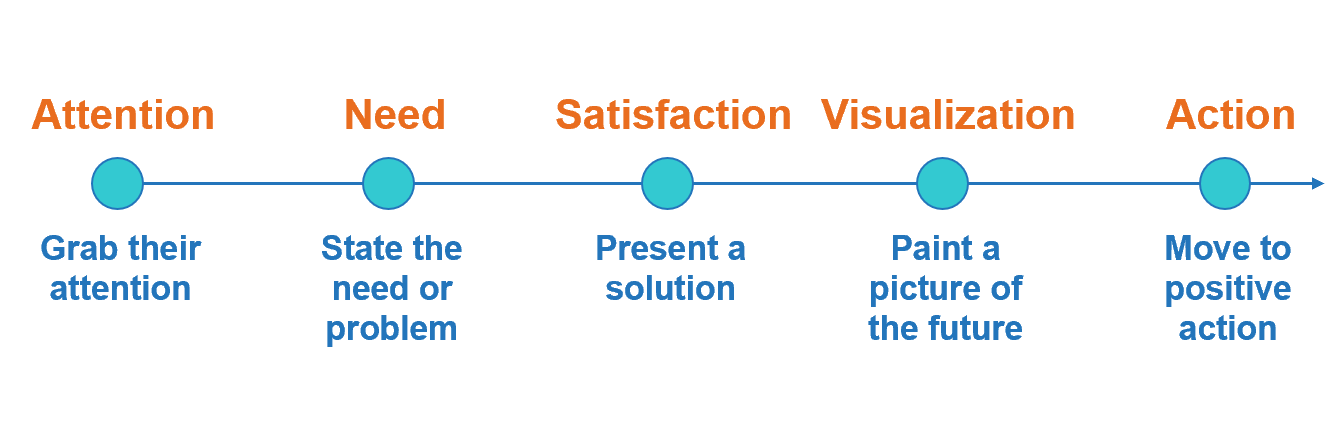 Attention
Need
Satisfaction
Visualization
Action
Grab their
attention
State the
need or
problem
Present a
solution
Paint a
picture of
the future
Move to
positive
action